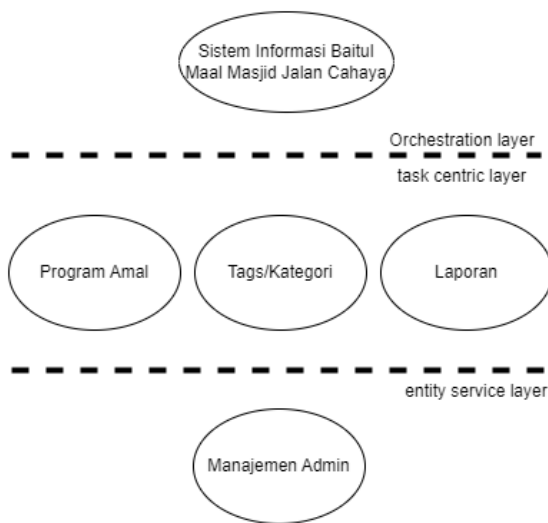 Sistem Informasi Baitul
Maal Masjid Jalan Cahaya
Orchestration layer
task centric layer
Program Amal
Tags/Kategori
Laporan
entity service layer
Manajemen Admin